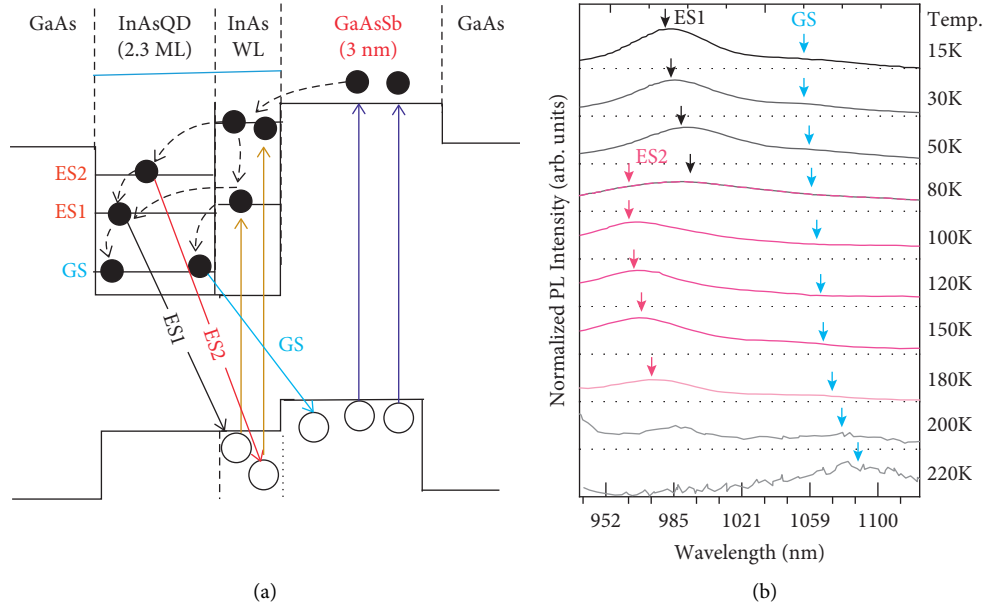 GaAs
InAsQD
(2.3 ML)
InAs
WL
GaAsSb
(3 nm)
GaAs
ES2
ES1
GS
ES1
ES2
GS
(a)
Normalized PL Intensity (arb. units)
ES1
GS
Temp.
15K
30K
50K
ES2
80K
100K
120K
150K
180K
200K
220K
952 985 1021 1059 1100
Wavelength (nm)
(b)